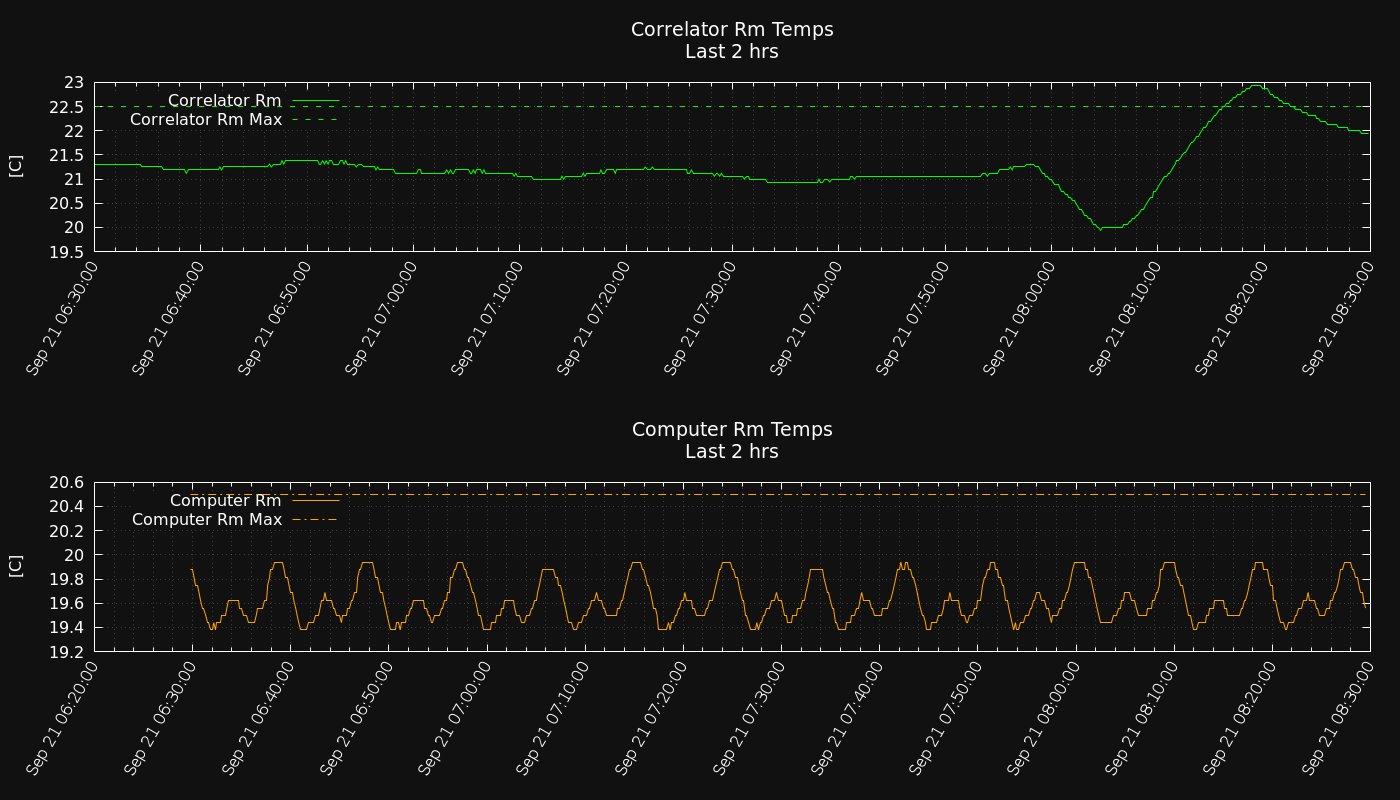 Correlator Rm Temps
Last 2 hrs
[C]
23
22.5
22
21.5
21
20.5
20
19.5
Correlator Rm
Correlator Rm Max
Sep 21 06:30:00
Sep 21 06:40:00
Sep 21 06:50:00
Sep 21 07:00:00
Sep 21 07:10:00
Sep 21 07:20:00
Sep 21 07:30:00
Sep 21 07:40:00
Sep 21 07:50:00
Sep 21 08:00:00
Sep 21 08:10:00
Sep 21 08:20:00
Sep 21 08:30:00
Computer Rm Temps
Last 2 hrs
[C]
20.6
20.4
20.2
20
19.8
19.6
19.4
19.2
Computer Rm
Computer Rm Max
Sep 21 06:20:00
Sep 21 06:30:00
Sep 21 06:40:00
Sep 21 06:50:00
Sep 21 07:00:00
Sep 21 07:10:00
Sep 21 07:20:00
Sep 21 07:30:00
Sep 21 07:40:00
Sep 21 07:50:00
Sep 21 08:00:00
Sep 21 08:10:00
Sep 21 08:20:00
Sep 21 08:30:00